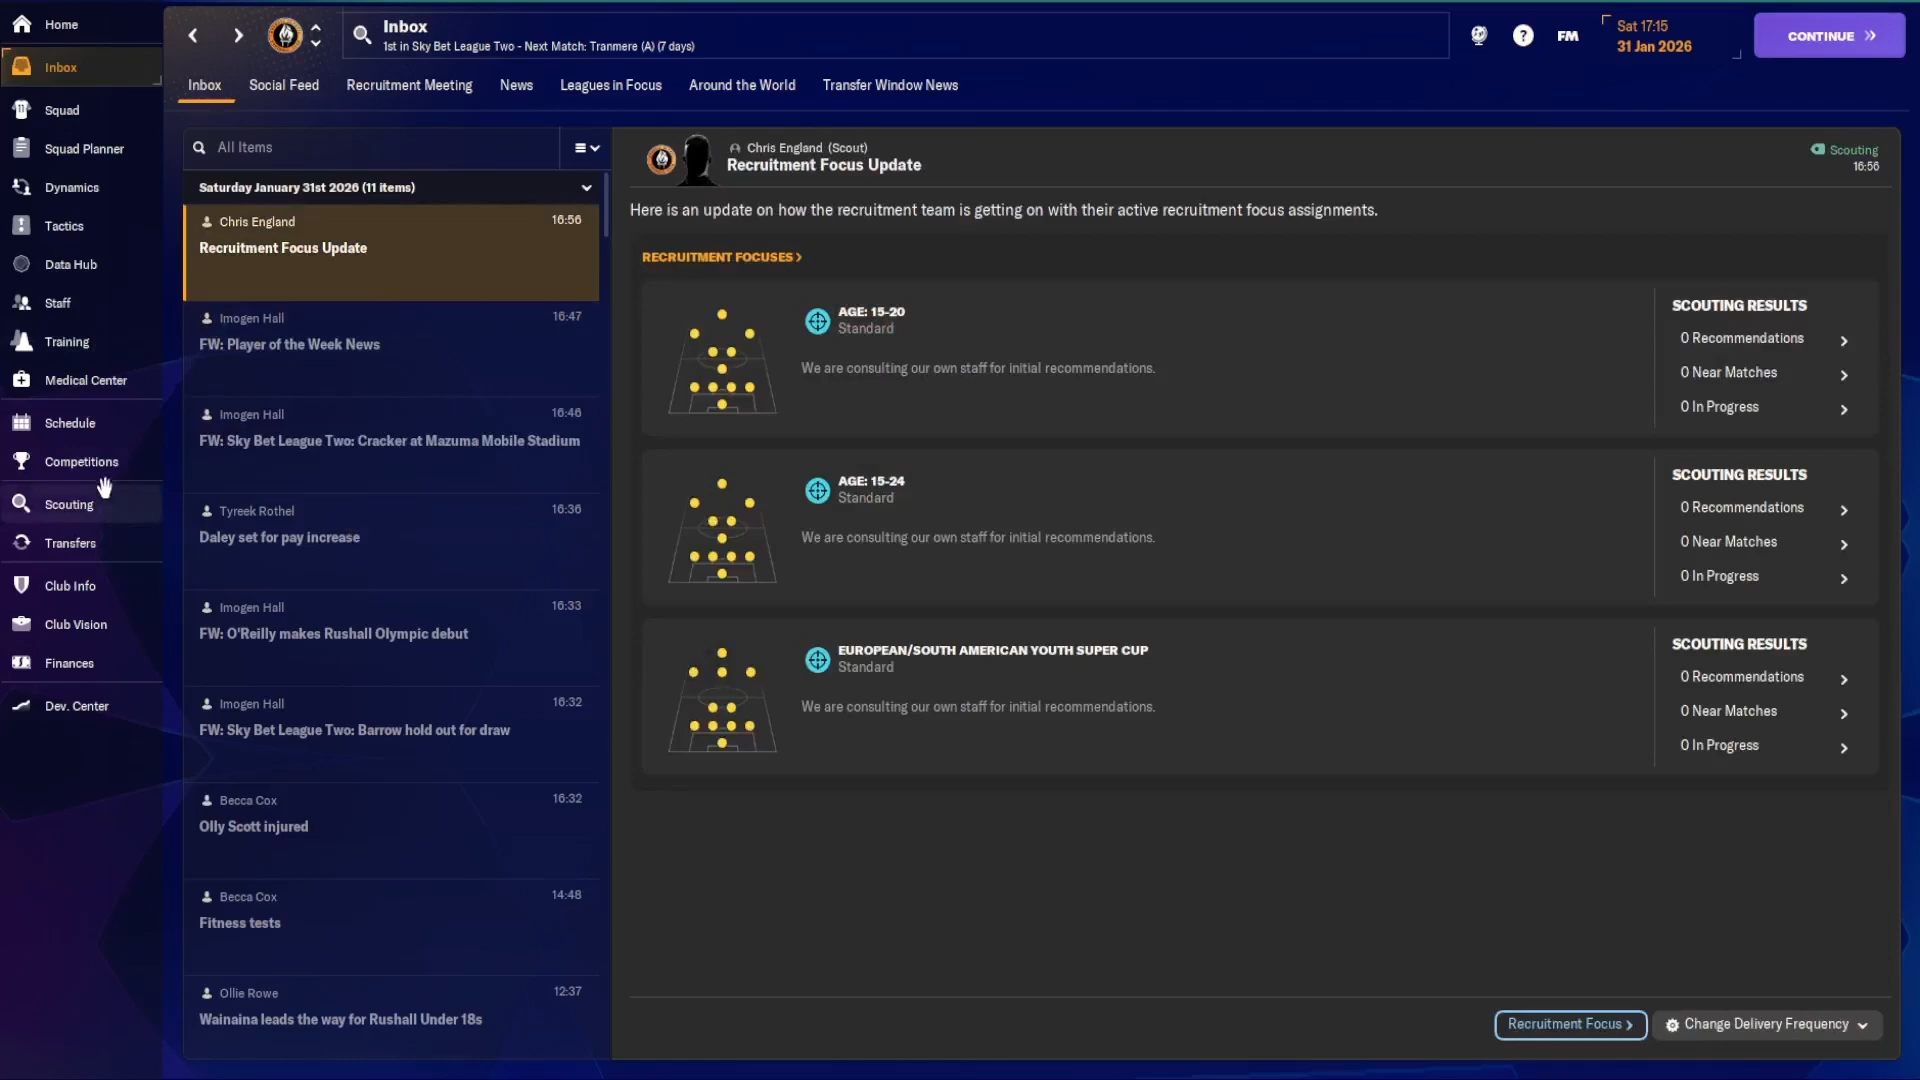 Home
Inbox
Squad
Squad Planner
Dynamics
Tactics
Data Hub
Staff
Training
Medical Center
Schedule
Competitions
Scouting
Transfers
Club Info
Club Vision
Finances
Dev. Center
Inbox
1st in Sky Bet League Two - Next Match: Tranmere (A) (7 days)
?
FM
Sat 17:15
31 Jan 2026
CONTINUE
Inbox Social Feed Recruitment Meeting News Leagues in Focus Around the World Transfer Window News
All Items
Saturday January 31st 2026 (11 items)
Chris England 16:56
Recruitment Focus Update
Imogen Hall 16:47
FW: Player of the Week News
Imogen Hall 16:46
FW: Sky Bet League Two: Cracker at Mazuma Mobile Stadium
Tyreek Rothel 16:36
Daley set for pay increase
Imogen Hall 16:33
FW: O'Reilly makes Rushall Olympic debut
Imogen Hall 16:32
FW: Sky Bet League Two: Barrow hold out for draw
Becca Cox 16:32
Olly Scott injured
Becca Cox 14:48
Fitness tests
Ollie Rowe 12:37
Wainaina leads the way for Rushall Under 18s
Chris England (Scout)
Recruitment Focus Update
Scouting
16:56
Here is an update on how the recruitment team is getting on with their active recruitment focus assignments.
RECRUITMENT FOCUSES
AGE: 15-20
Standard
We are consulting our own staff for initial recommendations.
SCOUTING RESULTS
0 Recommendations
0 Near Matches
0 In Progress
AGE: 15-24
Standard
We are consulting our own staff for initial recommendations.
SCOUTING RESULTS
0 Recommendations
0 Near Matches
0 In Progress
EUROPEAN/SOUTH AMERICAN YOUTH SUPER CUP
Standard
We are consulting our own staff for initial recommendations.
SCOUTING RESULTS
0 Recommendations
0 Near Matches
0 In Progress
Recruitment Focus
Change Delivery Frequency